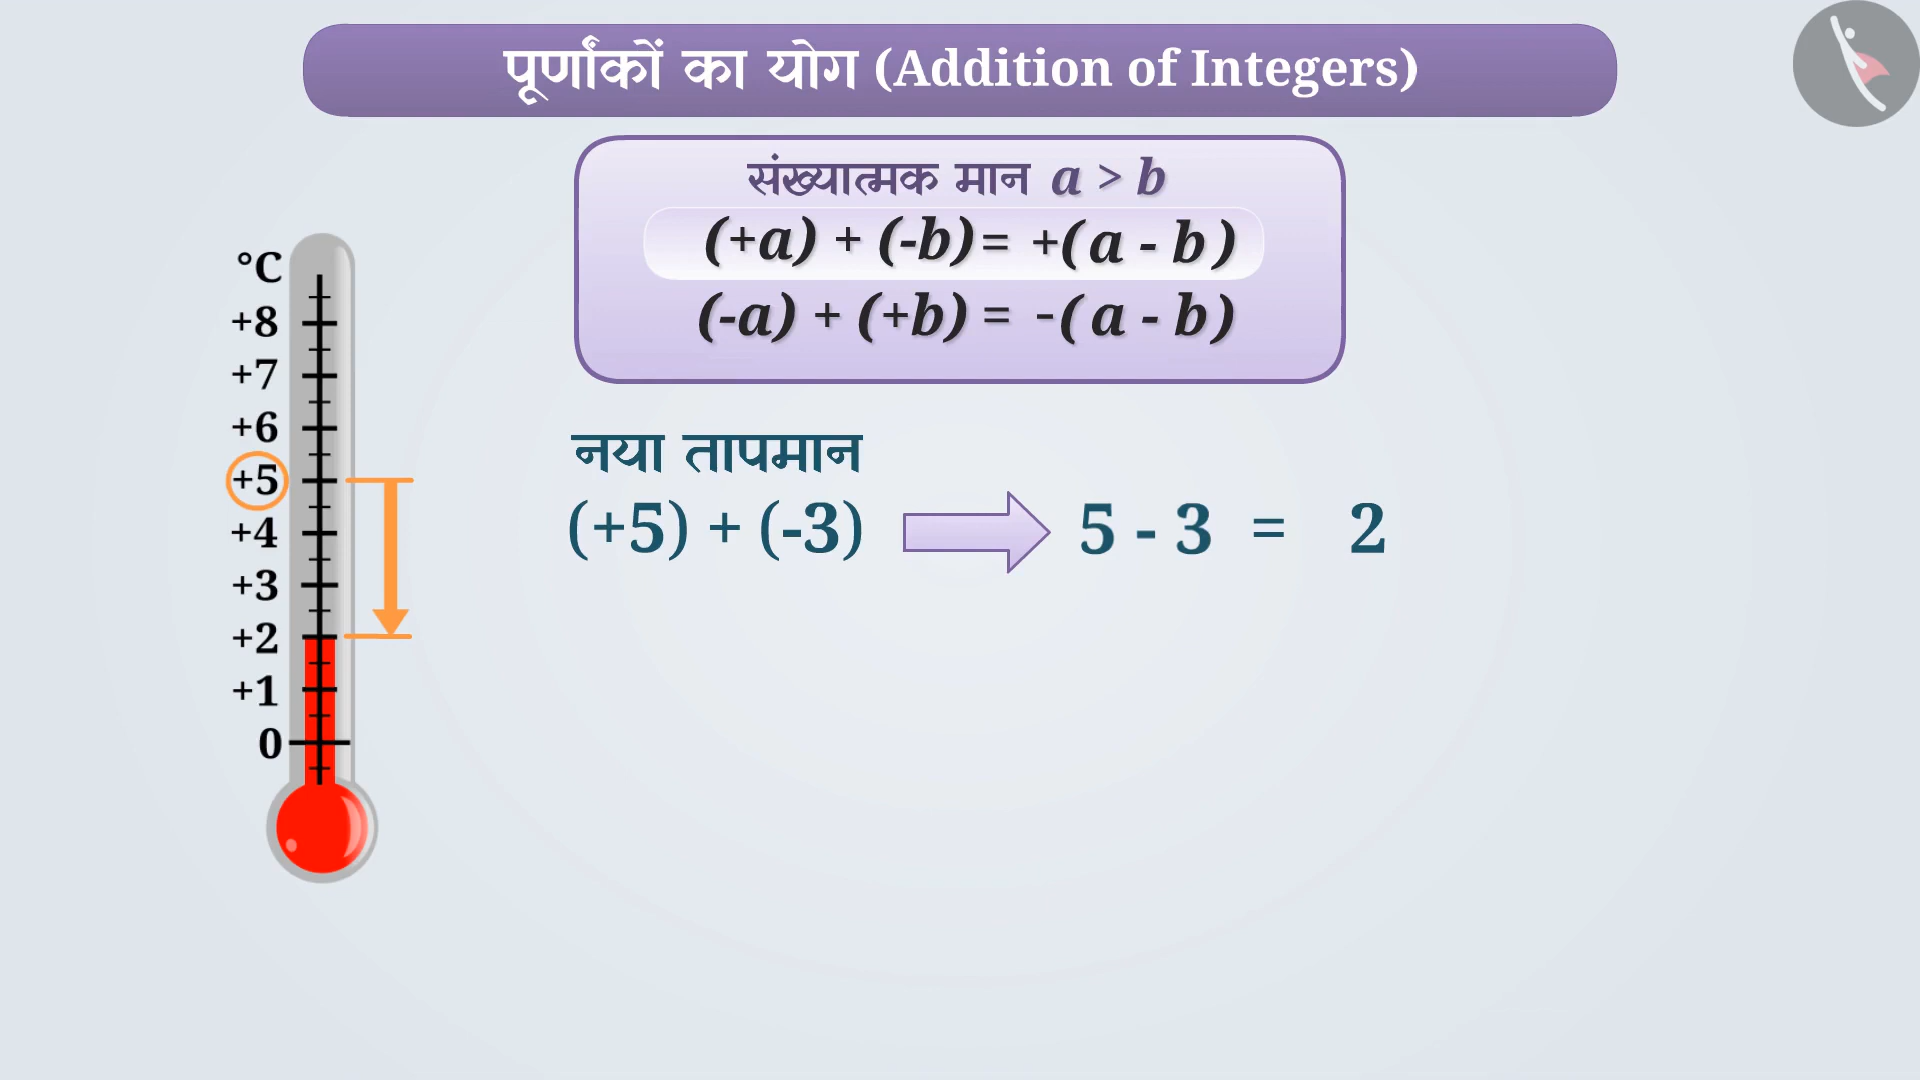 पूर्णांकों का योग (Addition of Integers)
संख्यात्मक मान a > b
(+a) + (-b) = +( a - b )
(-a) + (+b) = -( a - b )
°C
+8
+7
+6
+5
+4
+3
+2
+1
0
नया तापमान
(+5) + (-3) 5 - 3 = 2